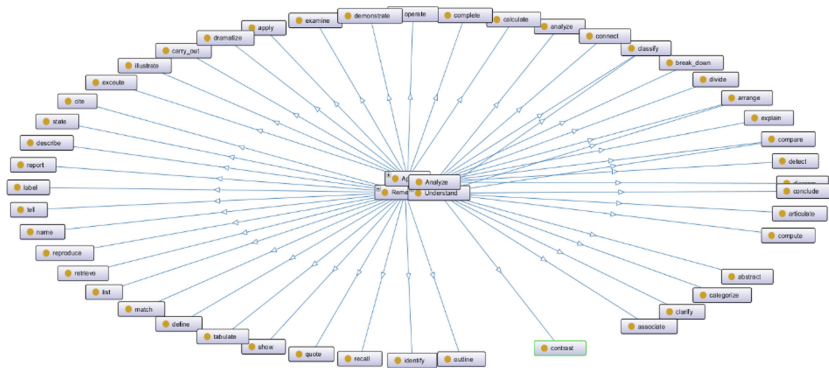 demonstrate
operate
complete
examine
calculate
apply
analyze
dramatize
connect
carry_out
classify
illustrate
break_down
execute
divide
cite
arrange
state
explain
describe
compare
report
detect
Analyze
label
Understand
conclude
tell
articulate
name
compute
reproduce
retrieve
abstract
list
categorize
match
clarify
define
associate
tabulate
show
contrast
quote
recall
identify
outline